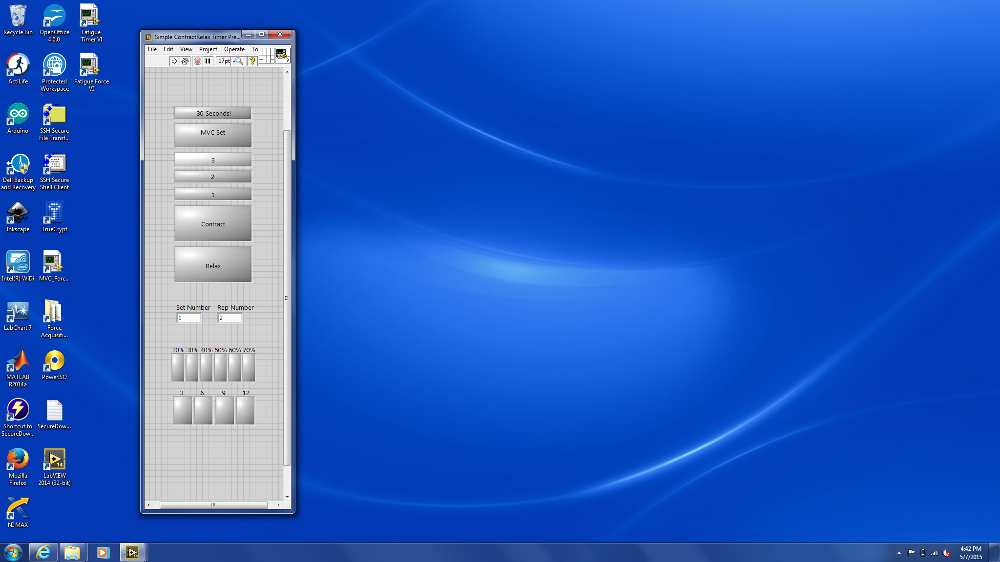 Recycle Bin
OpenOffice
4.0.0
Fatigue
Timer VI
ActiLife
Protected
Workspace
Fatigue Force
VI
Arduino
SSH Secure
File Transf...
Dell Backup
and Recovery
SSH Secure
Shell Client
Inkscape
TrueCrypt
Intel(R) WiDi
MVC_Forc...
LabChart 7
Force
Acquisiti...
MATLAB
R2014a
PowerISO
Shortcut to
SecureDow...
SecureDow...
Mozilla
Firefox
LabVIEW
2014 (32-bit)
NI MAX
Simple ContractRelax Timer Pre...
File Edit View Project Operate To
17pt
3
30 Seconds!
MVC Set
3
2
1
Contract
Relax
Set Number Rep Number
1 2
20% 30% 40% 50% 60% 70%
3 6 9 12
4:42 PM
5/7/2015